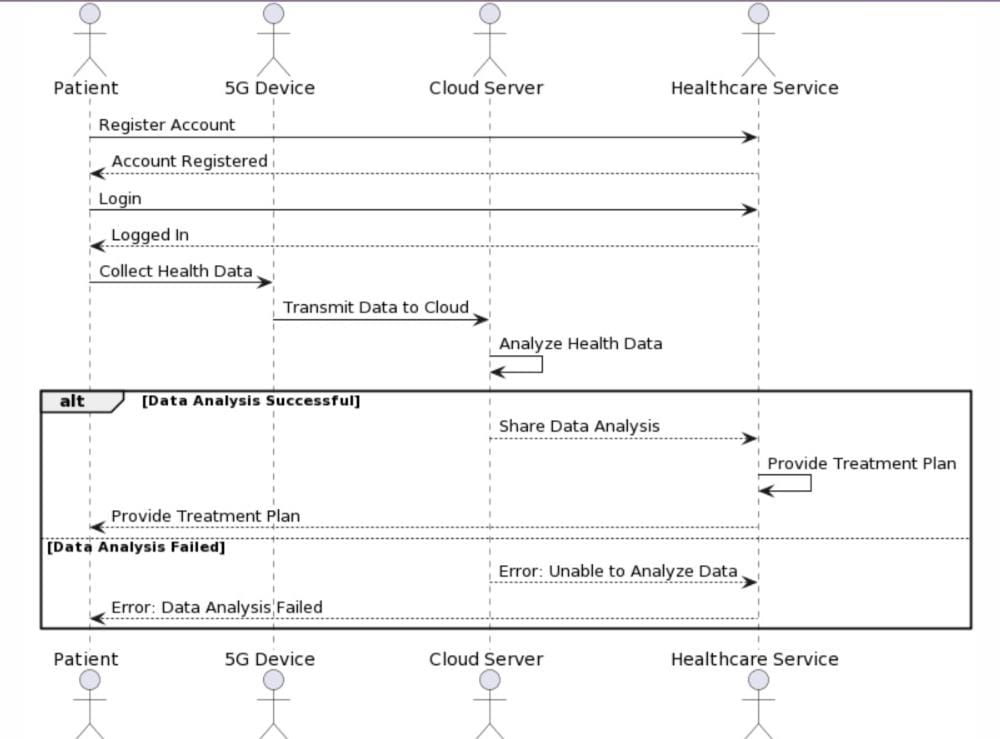 Patient 5G Device Cloud Server Healthcare Service
Register Account
Account Registered
Login
Logged In
Collect Health Data
Transmit Data to Cloud
Analyze Health Data
alt [Data Analysis Successful]
Share Data Analysis
Provide Treatment Plan
Provide Treatment Plan
[Data Analysis Failed]
Error: Unable to Analyze Data
Error: Data Analysis Failed
Patient 5G Device Cloud Server Healthcare Service